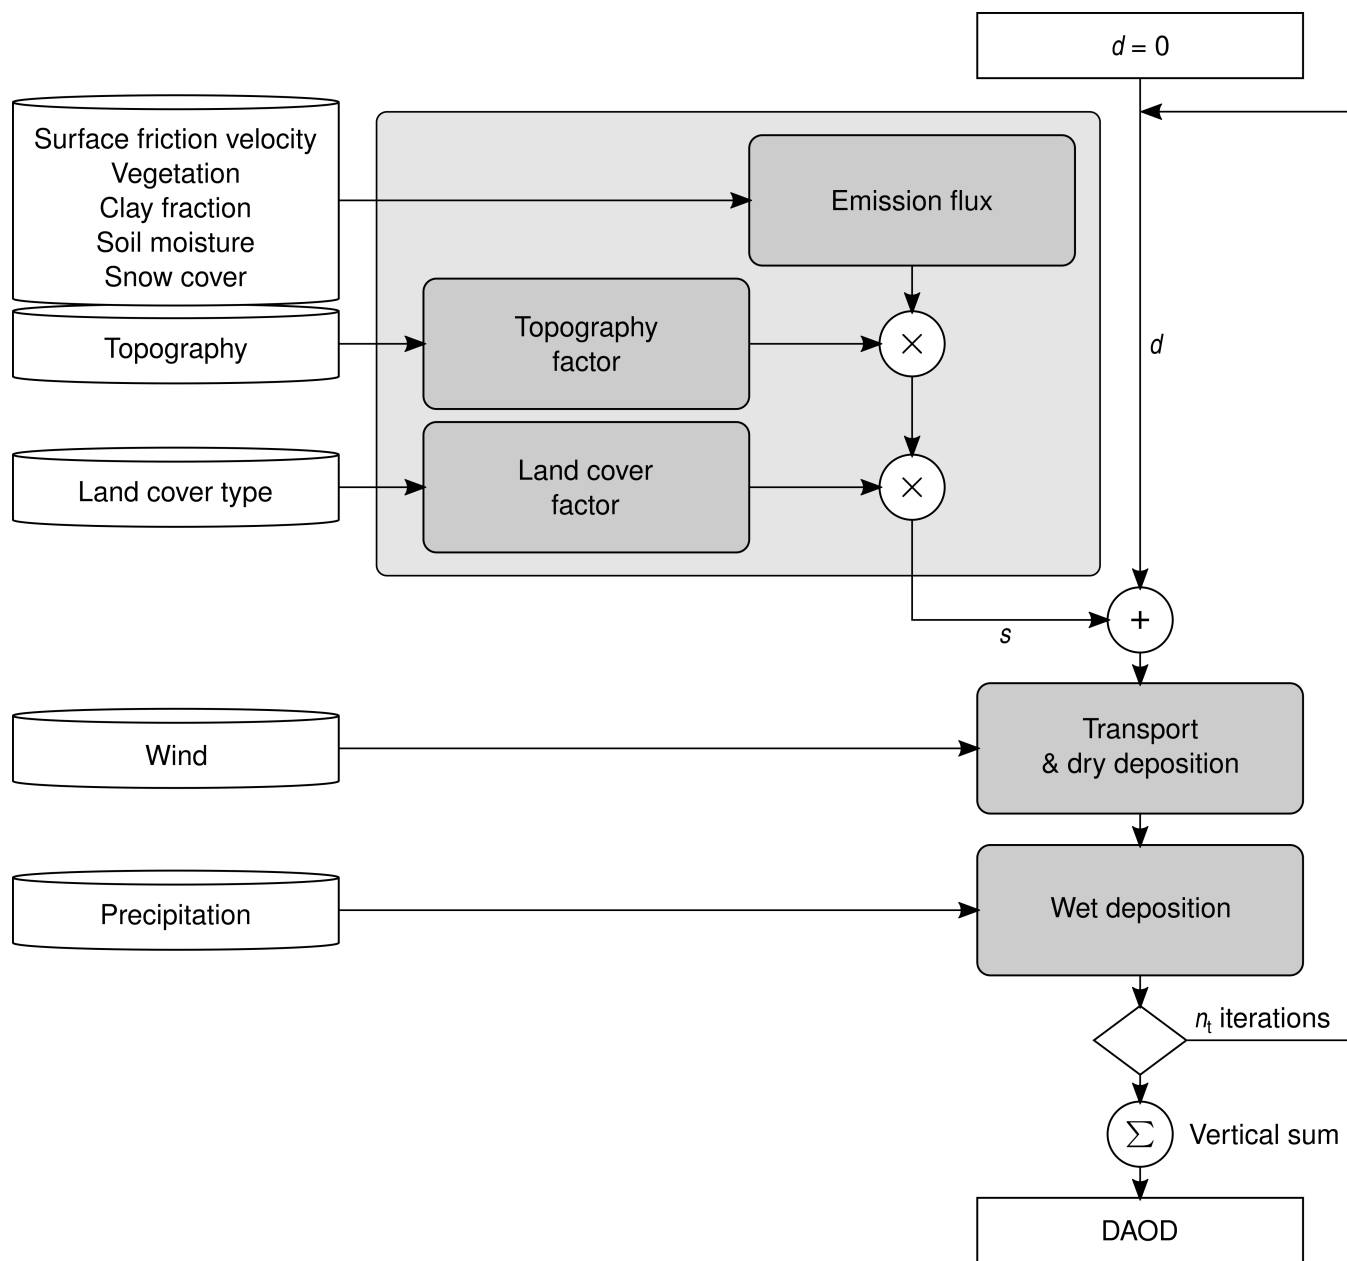 d = 0
Surface friction velocity
Vegetation
Clay fraction
Soil moisture
Snow cover
Emission flux
Topography
Topography
factor
×
d
Land cover type
Land cover
factor
×
s
+
Wind
Transport
& dry deposition
Precipitation
Wet deposition
nt iterations
Σ Vertical sum
DAOD